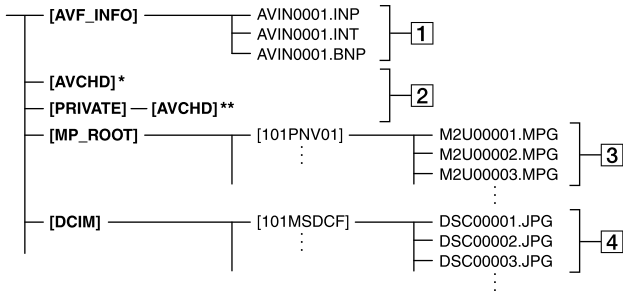 [AVF_INFO] AVIN0001.INP
AVIN0001.INT 1
AVIN0001.BNP
[AVCHD]*
2
[PRIVATE] [AVCHD]**
[MP_ROOT] [101PNV01] M2U00001.MPG
M2U00002.MPG 3
M2U00003.MPG
[DCIM] [101MSDCF] DSC00001.JPG
DSC00002.JPG 4
DSC00003.JPG